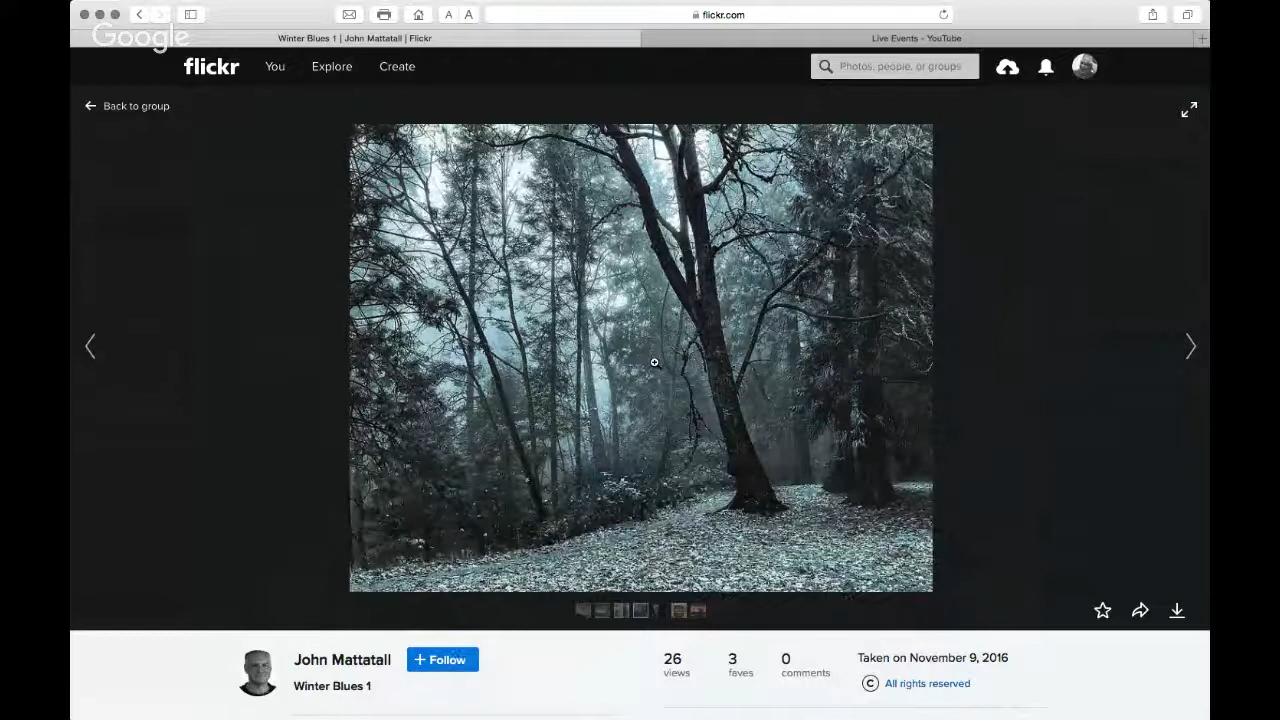 A A
flickr.com
Google
Winter Blues 1 | John Mattatall | Flickr
Live Events - YouTube
flickr
You
Explore
Create
Photos, people, or groups
Back to group
John Mattatall
+ Follow
Winter Blues 1
26
views
3
faves
0
comments
Taken on November 9, 2016
© All rights reserved